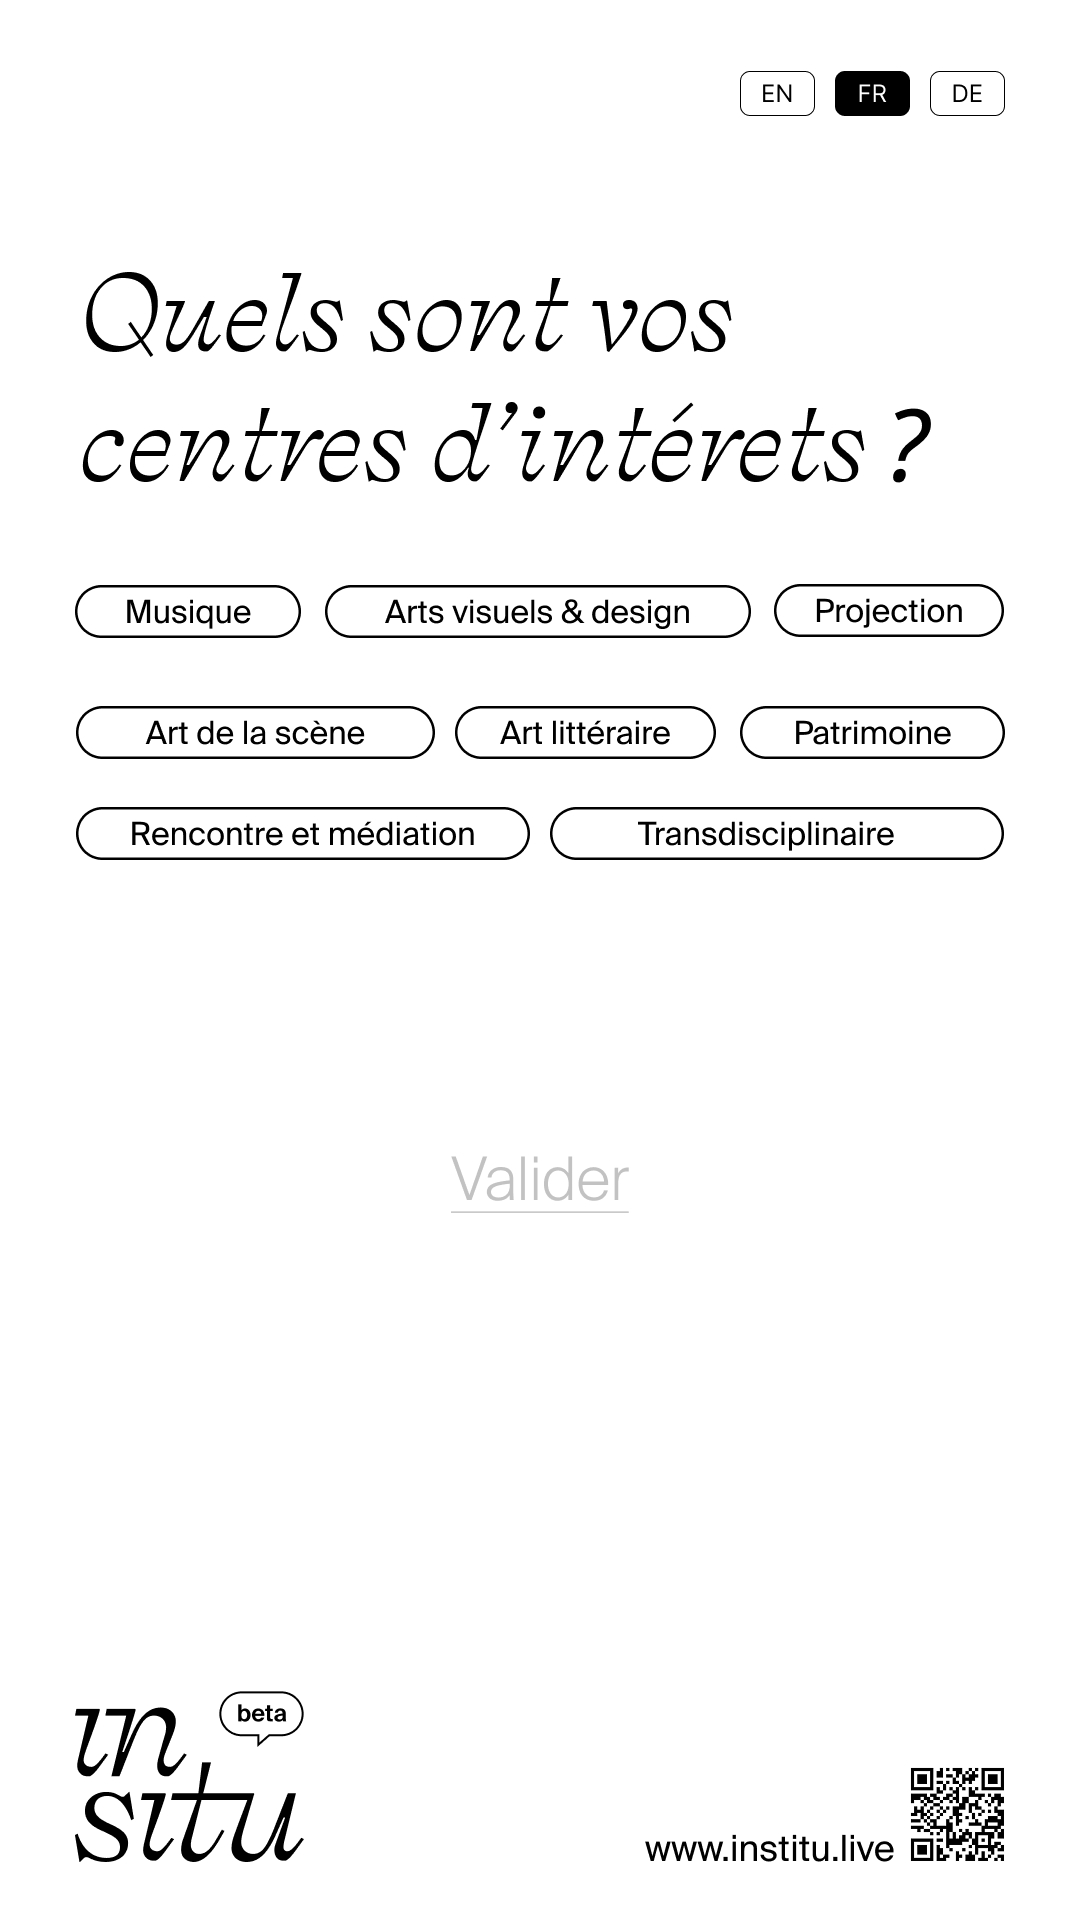 EN FR DE
Quels sont vos
centres d’intérets ?
Musique Arts visuels & design Projection
Art de la scène Art littéraire Patrimoine
Rencontre et médiation Transdisciplinaire
Valider
in
beta
situ
www.institu.live